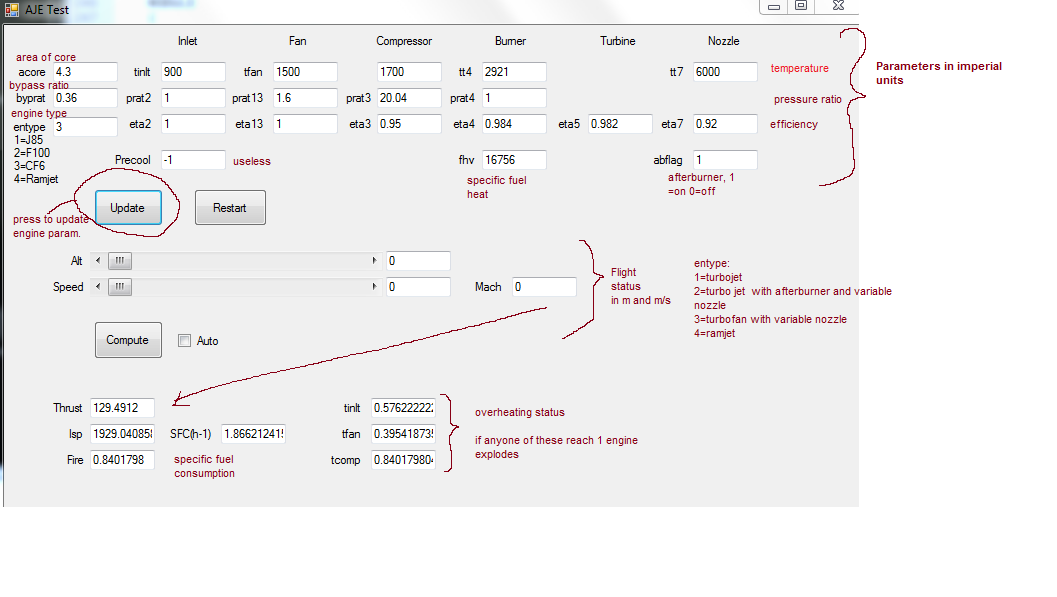 AJE Test
Inlet Fan Compressor Burner Turbine Nozzle
area of core
acore 4.3 tinlt 900 tfan 1500 1700 tt4 2921 tt7 6000 temperature
Parameters in imperial
units
bypass ratio
byprat 0.36 prat2 1 prat13 1.6 prat3 20.04 prat4 1 pressure ratio
engine type
entype 3 eta2 1 eta13 1 eta3 0.95 eta4 0.984 eta5 0.982 eta7 0.92 efficiency
1=J85
2=F100
3=CF6
4=Ramjet
Precool -1 useless fhv 16756 abflag 1
specific fuel
heat
afterburner, 1
=on 0=off
Update Restart
press to update
engine param.
Alt 0
Speed 0 Mach 0
Flight
status
in m and m/s
entype:
1=turbojet
2=turbo jet with afterburner and variable
nozzle
3=turbofan with variable nozzle
4=ramjet
Compute Auto
Thrust 129.4912 tinlt 0.576222222
overheating status
Isp 1929.040858 SFC(h-1) 1.866212415 tfan 0.395418735
if anyone of these reach 1 engine
explodes
Fire 0.8401798 specific fuel
consumption
tcomp 0.840179804